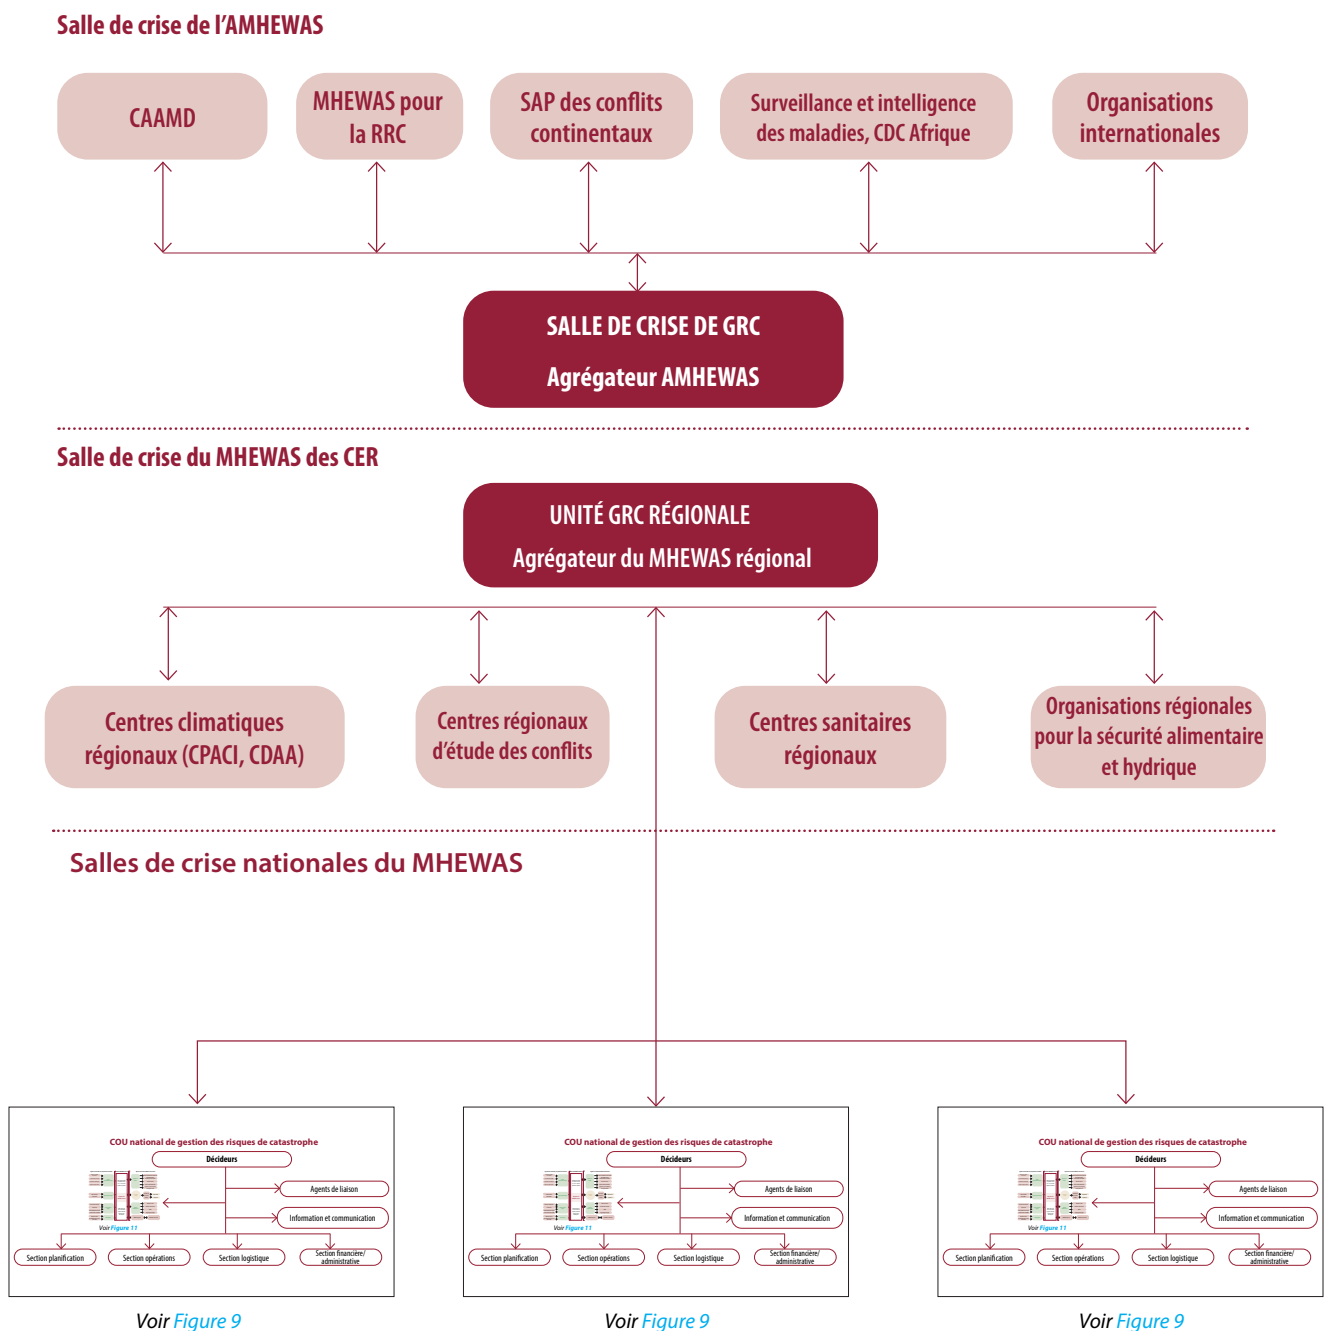 Salle de crise de l'AMHEWAS
CAAMD
MHEWAS pour
la RRC
SAP des conflits
continentaux
Surveillance et intelligence
des maladies, CDC Afrique
Organisations
internationales
SALLE DE CRISE DE GRC
Agrégateur AMHEWAS
Salle de crise du MHEWAS des CER
UNITÉ GRC RÉGIONALE
Agrégateur du MHEWAS régional
Centres climatiques
régionaux (CPACI, CDAA)
Centres régionaux
d'étude des conflits
Centres sanitaires
régionaux
Organisations régionales
pour la sécurité alimentaire
et hydrique
Salles de crise nationales du MHEWAS
COU national de gestion des risques de catastrophe
Décideurs
Agents de liaison
Information et communication
Voir Figure 11
Section planification
Section opérations
Section logistique
Section financière/
administrative
Voir Figure 9
COU national de gestion des risques de catastrophe
Décideurs
Agents de liaison
Information et communication
Voir Figure 11
Section planification
Section opérations
Section logistique
Section financière/
administrative
Voir Figure 9
COU national de gestion des risques de catastrophe
Décideurs
Agents de liaison
Information et communication
Voir Figure 11
Section planification
Section opérations
Section logistique
Section financière/
administrative
Voir Figure 9